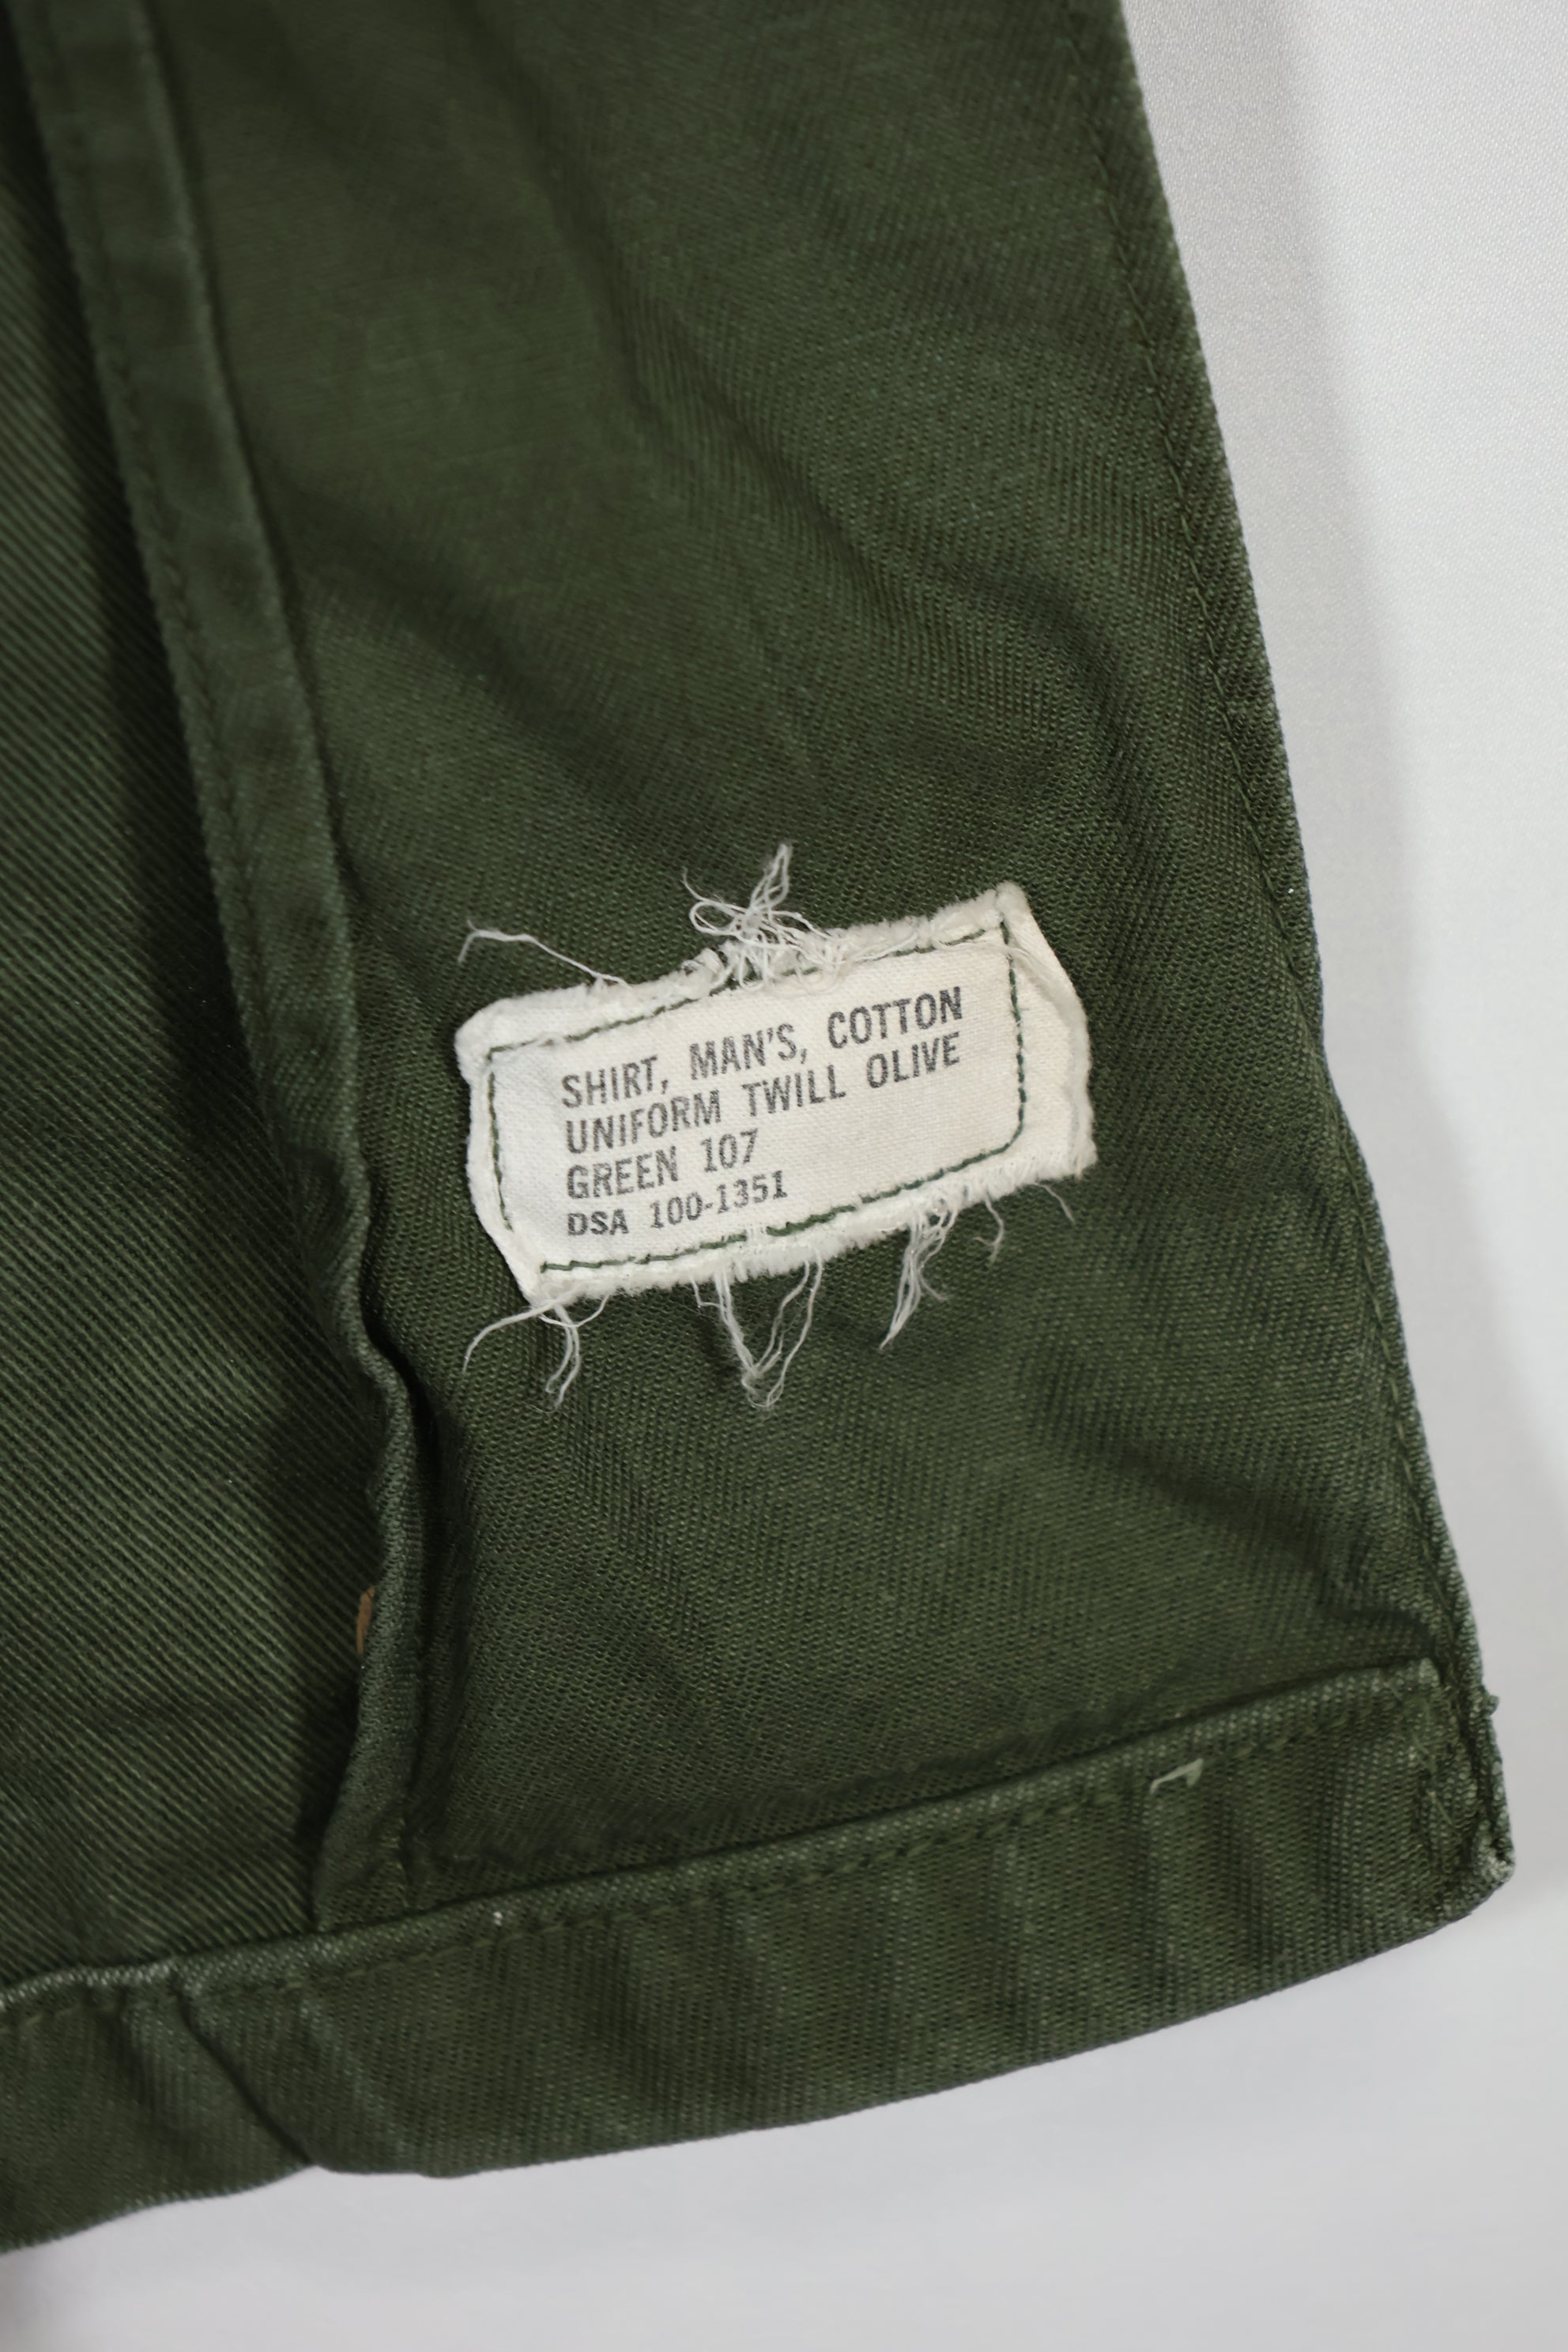 SHIRT, MAN'S, COTTON
UNIFORM TWILL OLIVE
GREEN 107
DSA 100-1351